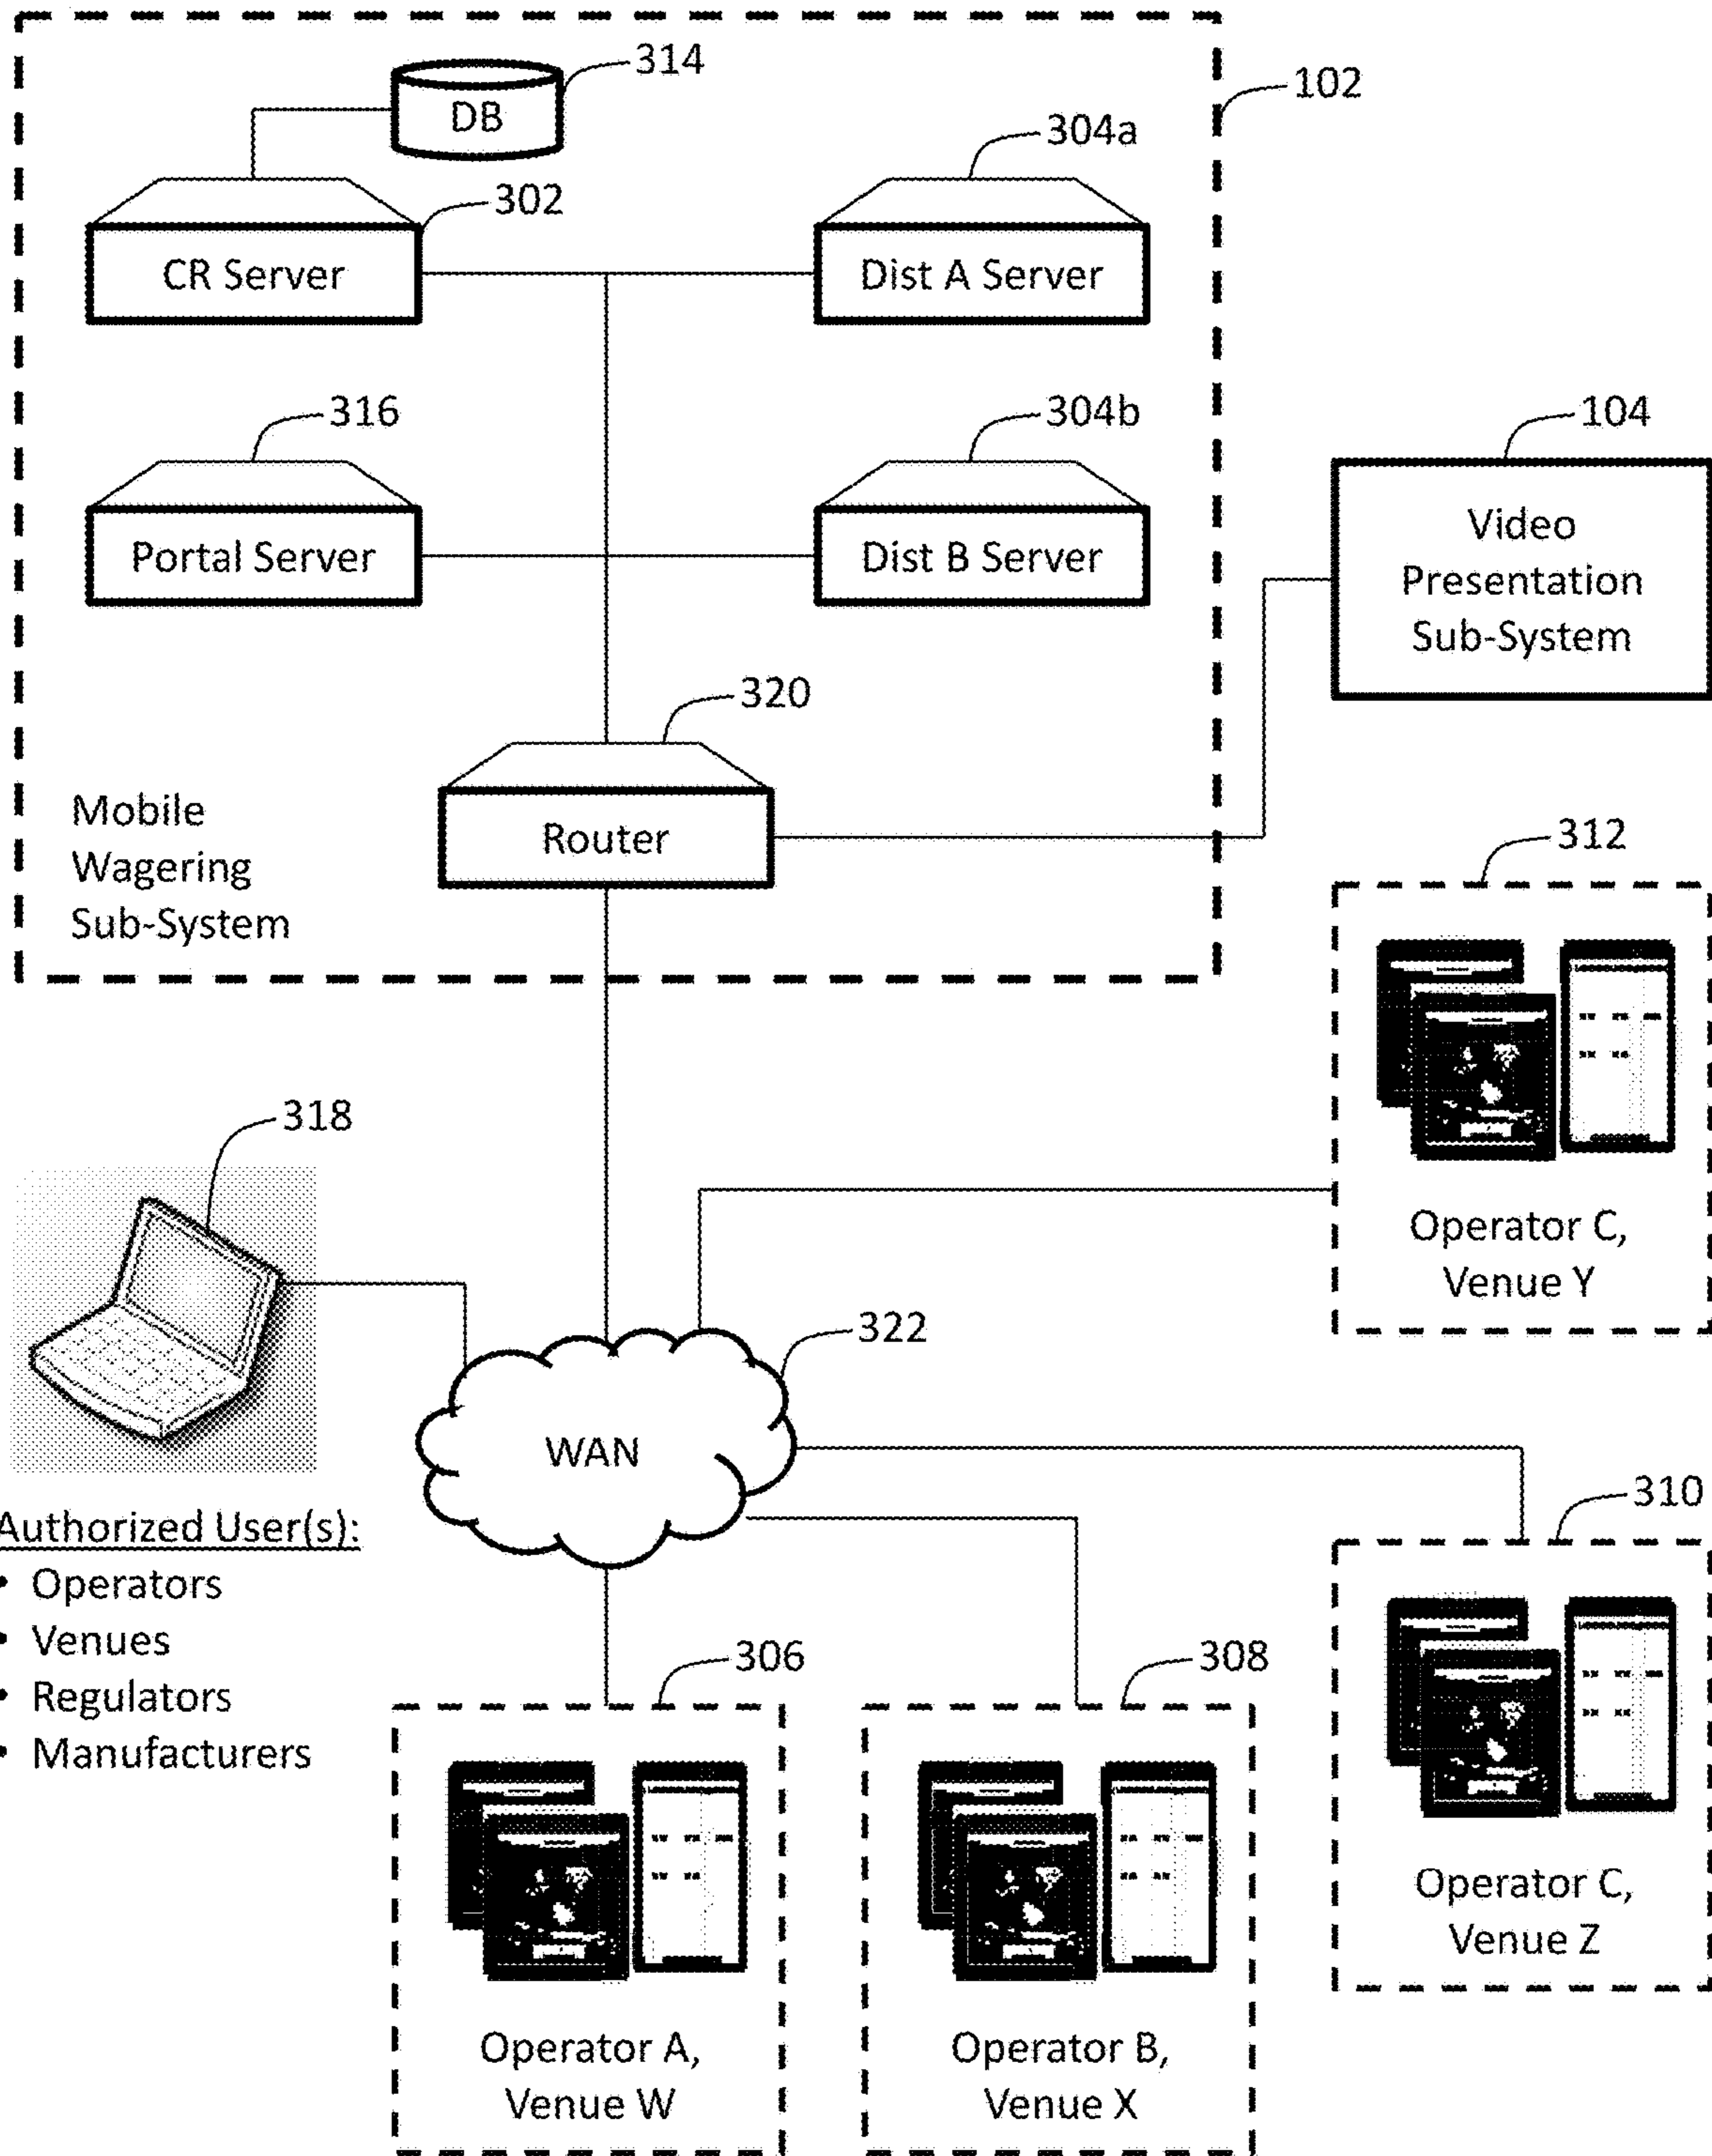 314
DB
102
304a
302
CR Server
Dist A Server
316
304b
104
Portal Server
Dist B Server
Video
Presentation
Sub-System
320
Router
Mobile
Wagering
Sub-System
312
Operator C,
Venue Y
318
322
WAN
Authorized User(s):
• Operators
• Venues
• Regulators
• Manufacturers
310
Operator C,
Venue Z
306
308
Operator A,
Venue W
Operator B,
Venue X